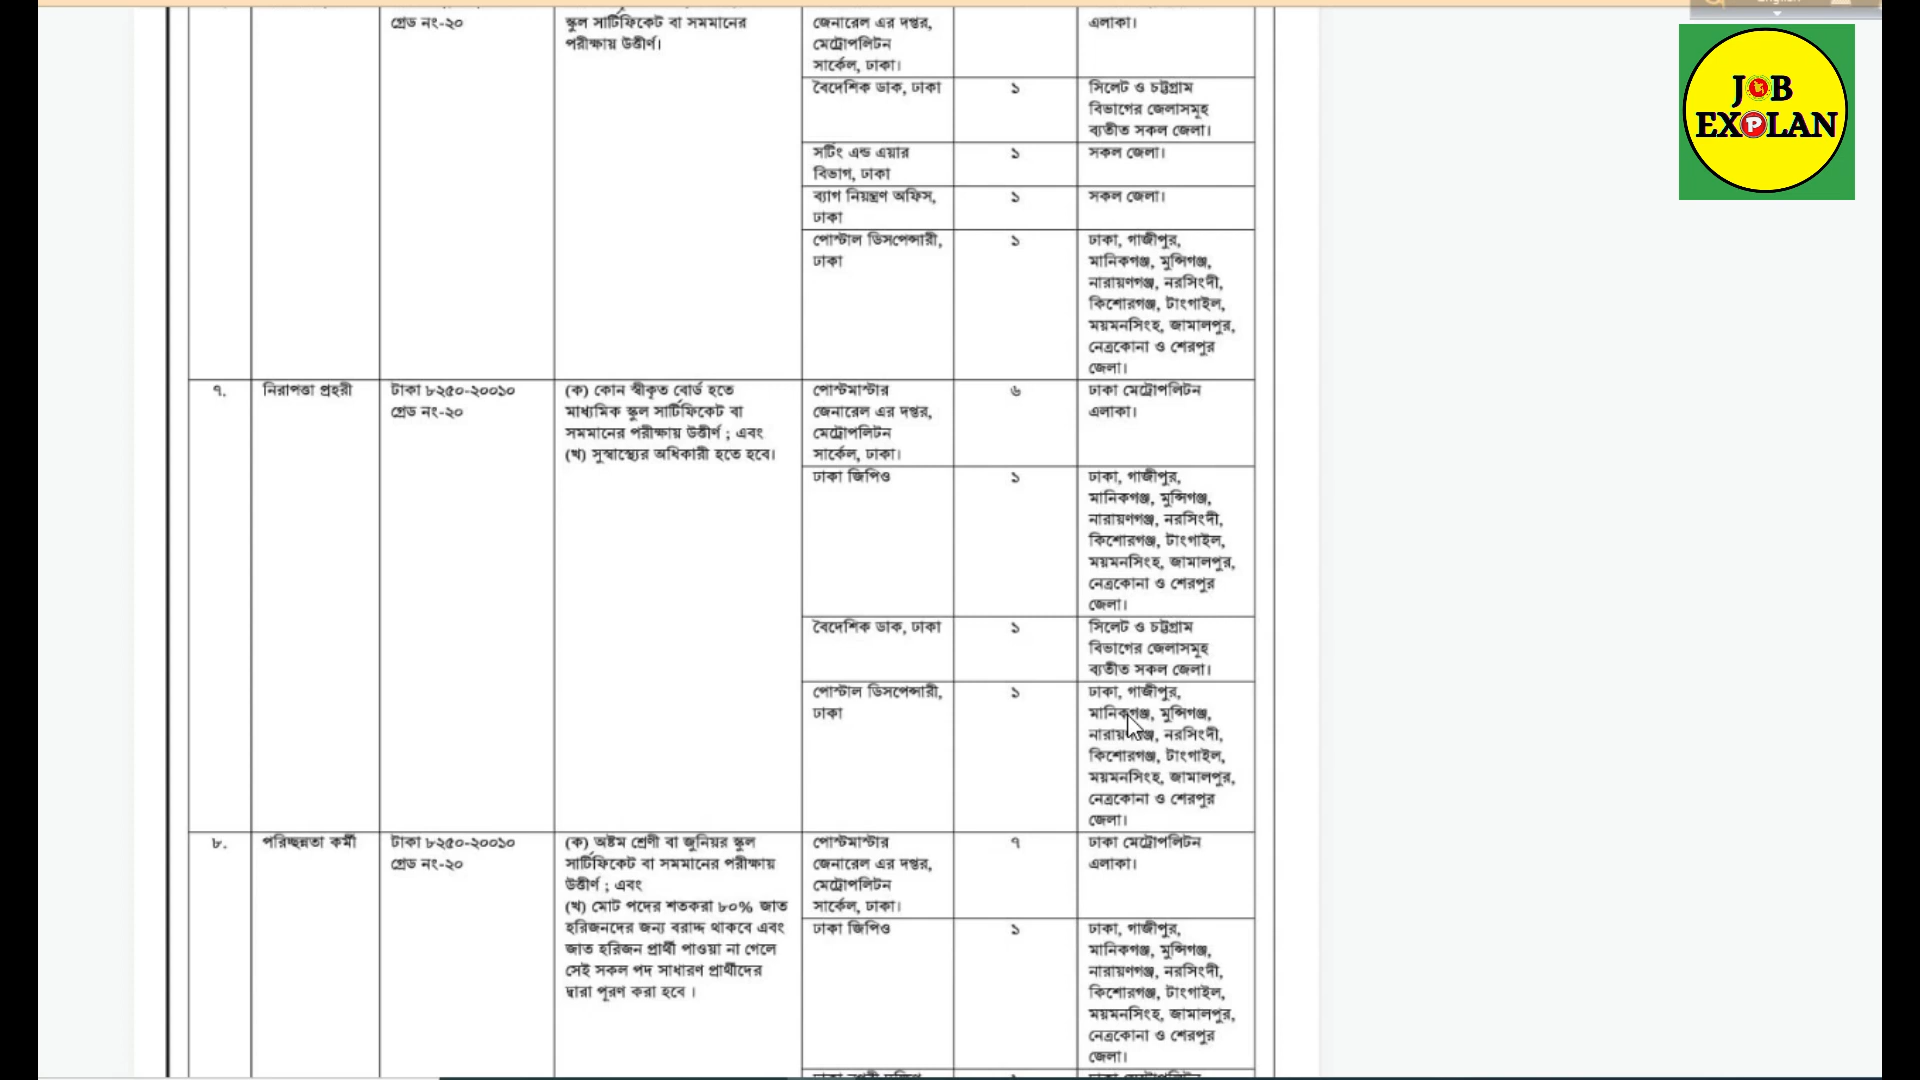 English
JOB
EXPLAN
গ্রেড নং-২০
স্কুল সার্টিফিকেট বা সমমানের
পরীক্ষায় উত্তীর্ণ।
জেনারেল এর দপ্তর,
মেট্রোপলিটন
সার্কেল, ঢাকা।
এলাকা।
বৈদেশিক ডাক, ঢাকা
১
সিলেট ও চট্টগ্রাম
বিভাগের জেলাসমূহ
ব্যতীত সকল জেলা।
সর্টিং এন্ড এয়ার
বিভাগ, ঢাকা
১
সকল জেলা।
ব্যাগ নিয়ন্ত্রণ অফিস,
ঢাকা
১
সকল জেলা।
পোস্টাল ডিসপেন্সারী,
ঢাকা
১
ঢাকা, গাজীপুর,
মানিকগঞ্জ, মুন্সিগঞ্জ,
নারায়ণগঞ্জ, নরসিংদী,
কিশোরগঞ্জ, টাংগাইল,
ময়মনসিংহ, জামালপুর,
নেত্রকোনা ও শেরপুর
জেলা।
৭.
নিরাপত্তা প্রহরী
টাকা ৮২৫০-২০০১০
গ্রেড নং-২০
(ক) কোন স্বীকৃত বোর্ড হতে
মাধ্যমিক স্কুল সার্টিফিকেট বা
সমমানের পরীক্ষায় উত্তীর্ণ ; এবং
(খ) সুস্বাস্থ্যের অধিকারী হতে হবে।
পোস্টমাস্টার
জেনারেল এর দপ্তর,
মেট্রোপলিটন
সার্কেল, ঢাকা।
৬
ঢাকা মেট্রোপলিটন
এলাকা।
ঢাকা জিপিও
১
ঢাকা, গাজীপুর,
মানিকগঞ্জ, মুন্সিগঞ্জ,
নারায়ণগঞ্জ, নরসিংদী,
কিশোরগঞ্জ, টাংগাইল,
ময়মনসিংহ, জামালপুর,
নেত্রকোনা ও শেরপুর
জেলা।
বৈদেশিক ডাক, ঢাকা
১
সিলেট ও চট্টগ্রাম
বিভাগের জেলাসমূহ
ব্যতীত সকল জেলা।
পোস্টাল ডিসপেন্সারী,
ঢাকা
১
ঢাকা, গাজীপুর,
মানিকগঞ্জ, মুন্সিগঞ্জ,
নারায়ণগঞ্জ, নরসিংদী,
কিশোরগঞ্জ, টাংগাইল,
ময়মনসিংহ, জামালপুর,
নেত্রকোনা ও শেরপুর
জেলা।
৮.
পরিচ্ছন্নতা কর্মী
টাকা ৮২৫০-২০০১০
গ্রেড নং-২০
(ক) অষ্টম শ্রেণী বা জুনিয়র স্কুল
সার্টিফিকেট বা সমমানের পরীক্ষায়
উত্তীর্ণ ; এবং
(খ) মোট পদের শতকরা ৮০% জাত
হরিজনদের জন্য বরাদ্দ থাকবে এবং
জাত হরিজন প্রার্থী পাওয়া না গেলে
সেই সকল পদ সাধারণ প্রার্থীদের
দ্বারা পূরণ করা হবে ।
পোস্টমাস্টার
জেনারেল এর দপ্তর,
মেট্রোপলিটন
সার্কেল, ঢাকা।
৭
ঢাকা মেট্রোপলিটন
এলাকা।
ঢাকা জিপিও
১
ঢাকা, গাজীপুর,
মানিকগঞ্জ, মুন্সিগঞ্জ,
নারায়ণগঞ্জ, নরসিংদী,
কিশোরগঞ্জ, টাংগাইল,
ময়মনসিংহ, জামালপুর,
নেত্রকোনা ও শেরপুর
জেলা।